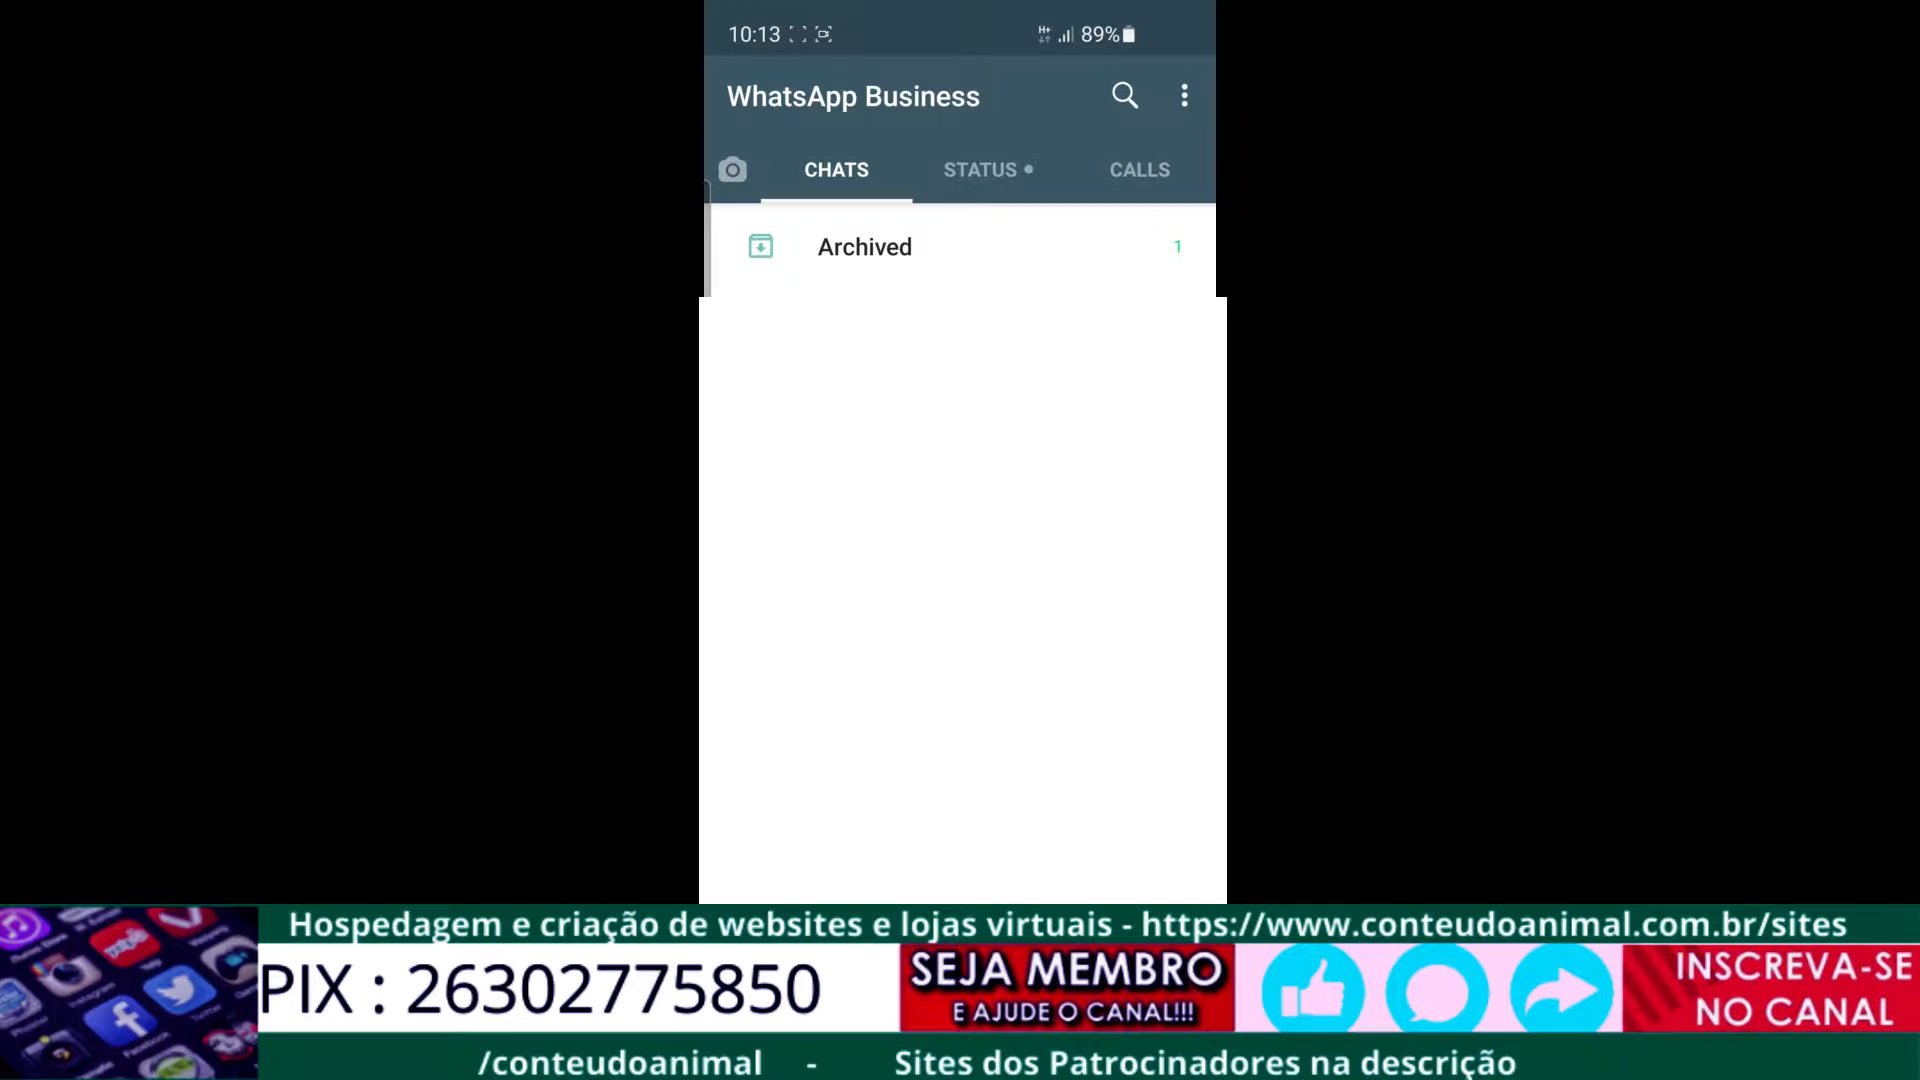 10:13 89%
WhatsApp Business
CHATS STATUS CALLS
Archived 1
Hospedagem e criação de websites e lojas virtuais - https://www.conteudoanimal.com.br/sites
PIX : 26302775850
SEJA MEMBRO
E AJUDE O CANAL!!!
INSCREVA-SE
NO CANAL
/conteudoanimal - Sites dos Patrocinadores na descrição